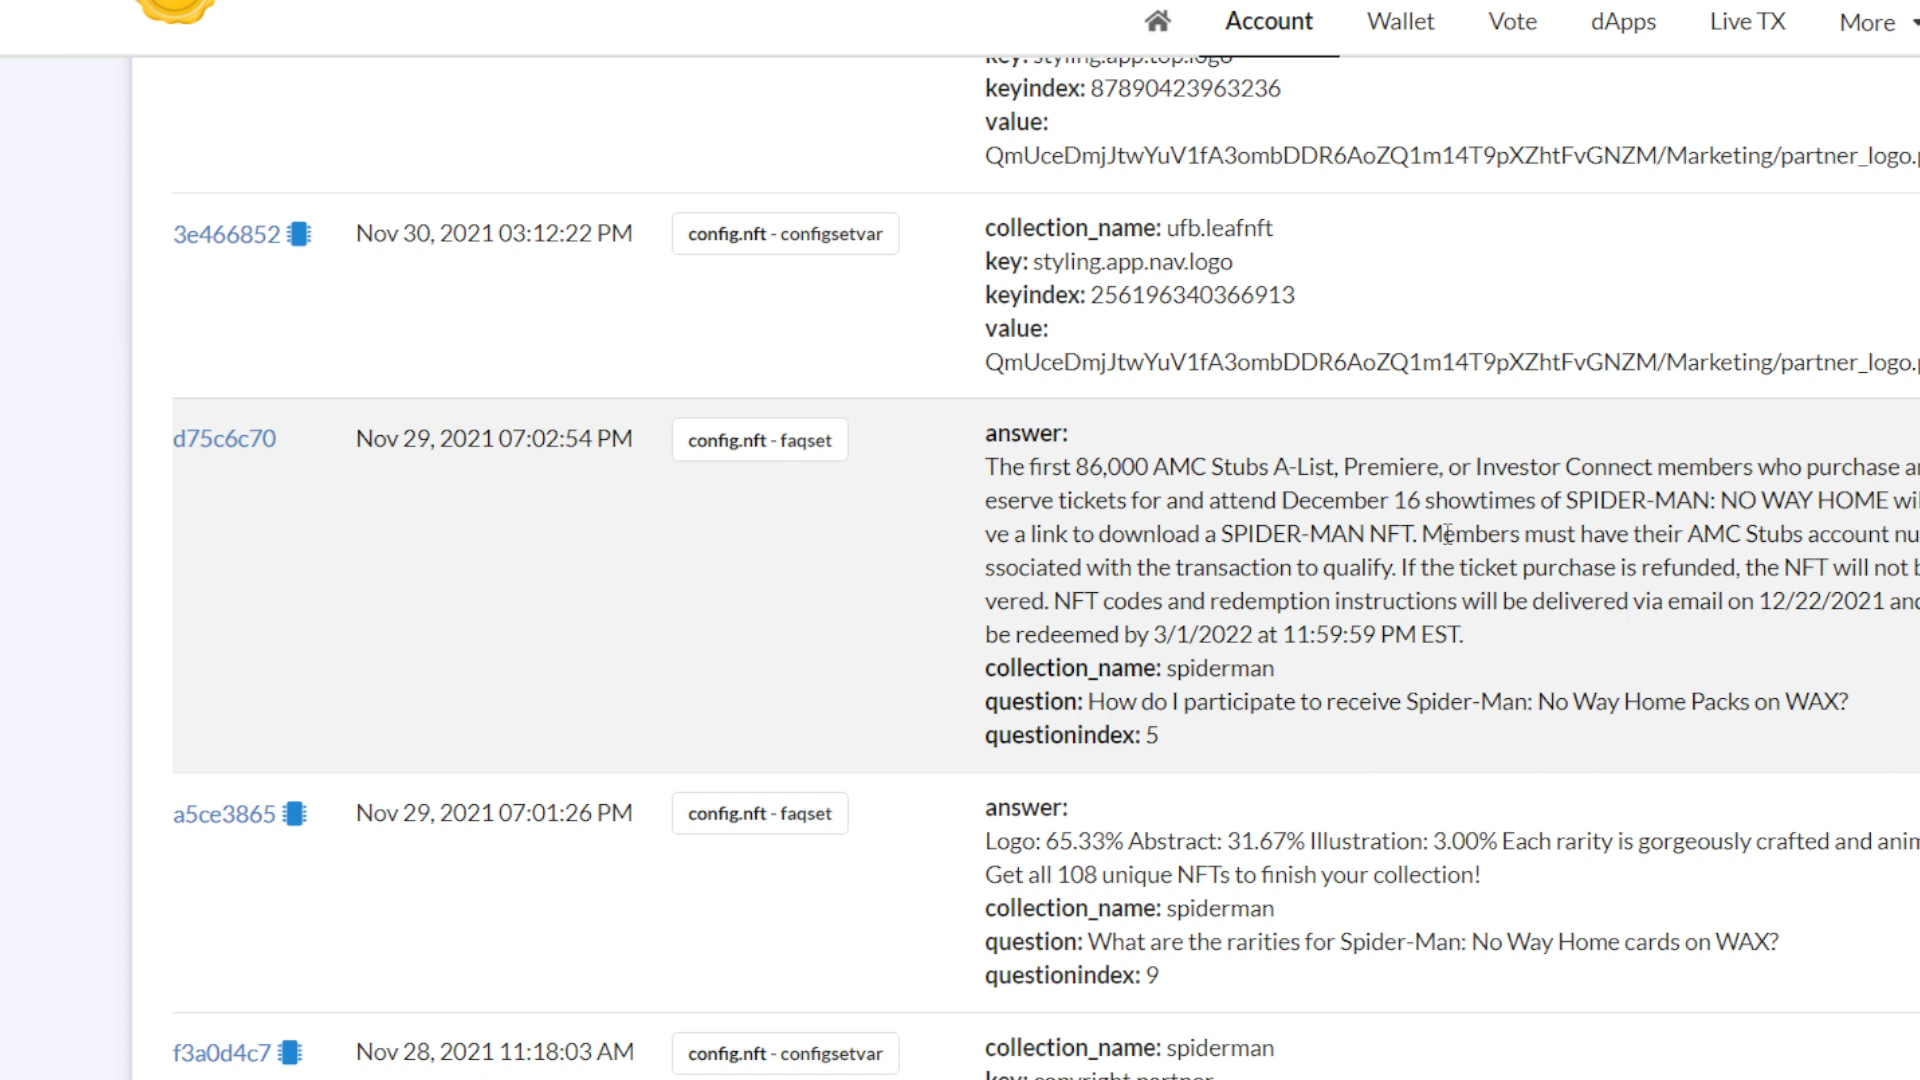 Account Wallet Vote dApps Live TX More
key: styling.app.top.logo
keyindex: 87890423963236
value:
QmUceDmjJtwYuV1fA3ombDDR6AoZQ1m14T9pXZhtFvGNZM/Marketing/partner_logo.p
3e466852 Nov 30, 2021 03:12:22 PM config.nft - configsetvar
collection_name: ufb.leafnft
key: styling.app.nav.logo
keyindex: 256196340366913
value:
QmUceDmjJtwYuV1fA3ombDDR6AoZQ1m14T9pXZhtFvGNZM/Marketing/partner_logo.p
d75c6c70 Nov 29, 2021 07:02:54 PM config.nft - faqset
answer:
The first 86,000 AMC Stubs A-List, Premiere, or Investor Connect members who purchase
eserve tickets for and attend December 16 showtimes of SPIDER-MAN: NO WAY HOME
ve a link to download a SPIDER-MAN NFT. Members must have their AMC Stubs account
ssociated with the transaction to qualify. If the ticket purchase is refunded, the NFT will not
vered. NFT codes and redemption instructions will be delivered via email on 12/22/2021
be redeemed by 3/1/2022 at 11:59:59 PM EST.
collection_name: spiderman
question: How do I participate to receive Spider-Man: No Way Home Packs on WAX?
questionindex: 5
a5ce3865 Nov 29, 2021 07:01:26 PM config.nft - faqset
answer:
Logo: 65.33% Abstract: 31.67% Illustration: 3.00% Each rarity is gorgeously crafted and
Get all 108 unique NFTs to finish your collection!
collection_name: spiderman
question: What are the rarities for Spider-Man: No Way Home cards on WAX?
questionindex: 9
f3a0d4c7 Nov 28, 2021 11:18:03 AM config.nft - configsetvar
collection_name: spiderman
key: copyright.partner